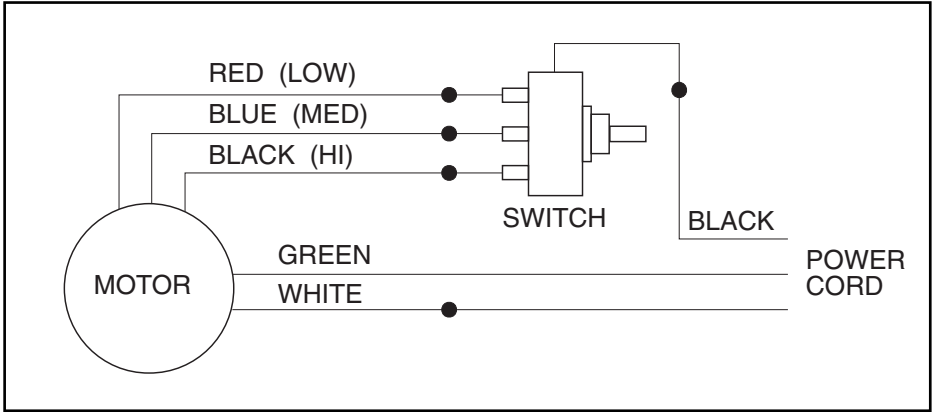 RED (LOW)
BLUE (MED)
BLACK (HI)
SWITCH
BLACK
GREEN
MOTOR
WHITE
POWER
CORD